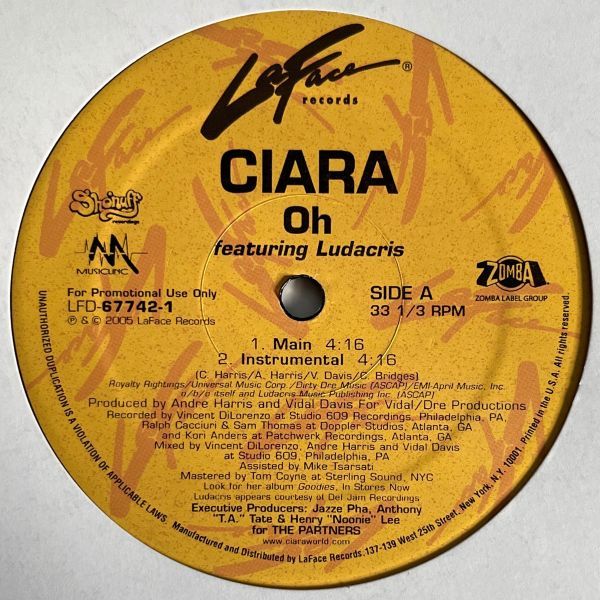 LaFace ®
records
CIARA
Oh
featuring Ludacris
Sho'nuff
recordings
MUSICLINC
For Promotional Use Only
LFD-67742-1
℗ & © 2005 LaFace Records
ZOMBA
ZOMBA LABEL GROUP
SIDE A
33 1/3 RPM
1. Main 4:16
2. Instrumental 4:16
(C. Harris/A. Harris/V. Davis/C. Bridges)
Royalty Rightings/Universal Music Corp./Dirty Dre Music (ASCAP)/EMI-April Music, Inc.
o/b/o itself and Ludacris Music Publishing Inc. (ASCAP)
Produced by Andre Harris and Vidal Davis For Vidal/Dre Productions
Recorded by Vincent DiLorenzo at Studio 609 Recordings, Philadelphia, PA,
Ralph Cacciuri & Sam Thomas at Doppler Studios, Atlanta, GA
and Kori Anders at Patchwerk Recordings, Atlanta, GA
Mixed by Vincent DiLorenzo, Andre Harris and Vidal Davis
at Studio 609, Philadelphia, PA
Assisted by Mike Tsarsati
Mastered by Tom Coyne at Sterling Sound, NYC
Look for her album Goodies, In Stores Now
Ludacris appears courtesy of Def Jam Recordings
Executive Producers: Jazze Pha, Anthony
"T.A." Tate & Henry "Noonie" Lee
for THE PARTNERS
www.ciaraworld.com
UNAUTHORIZED DUPLICATION IS A VIOLATION OF APPLICABLE LAWS. Manufactured and Distributed by LaFace Records, 137-139 West 25th Street, New York, N.Y. 10001. Printed in the U.S.A. All rights reserved.